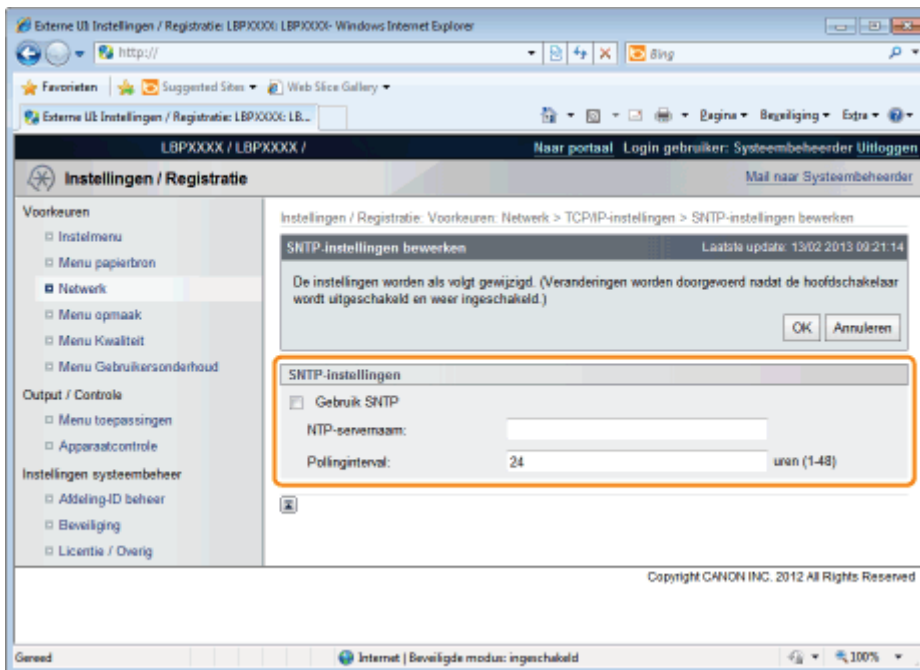 Externe UI: Instellingen / Registratie: LBPXXXX: LBPXXXX- Windows Internet Explorer
http://
Bing
Favorieten
Suggested Sites
Web Slice Gallery
Externe UI: Instellingen / Registratie: LBPXXXX: LB...
Pagina
Beveiliging
Extra
LBPXXXX / LBPXXXX /
Naar portaal Login gebruiker: Systeembeheerder Uitloggen
Instellingen / Registratie
Mail naar Systeembeheerder
Voorkeuren
Instelmenu
Menu papierbron
Netwerk
Menu opmaak
Menu Kwaliteit
Menu Gebruikersonderhoud
Output / Controle
Menu toepassingen
Apparaatcontrole
Instellingen systeembeheer
Afdeling-ID beheer
Beveiliging
Licentie / Overig
Instellingen / Registratie: Voorkeuren: Netwerk > TCP/IP-instellingen > SNTP-instellingen bewerken
SNTP-instellingen bewerken
Laatste update: 13/02 2013 09:21:14
De instellingen worden als volgt gewijzigd. (Veranderingen worden doorgevoerd nadat de hoofdschakelaar
wordt uitgeschakeld en weer ingeschakeld.)
OK
Annuleren
SNTP-instellingen
Gebruik SNTP
NTP-servernaam:
Pollinginterval:
24
uren (1-48)
Copyright CANON INC. 2012 All Rights Reserved
Gereed
Internet | Beveiligde modus: ingeschakeld
100%